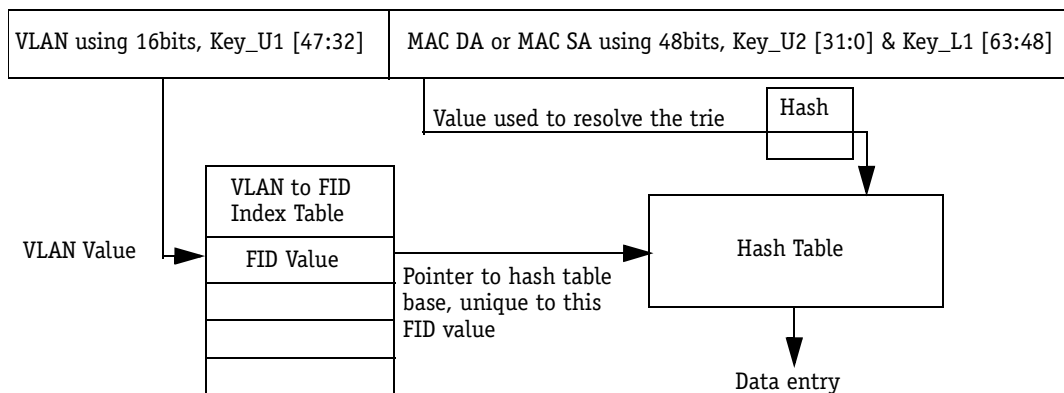 VLAN using 16bits, Key_U1 [47:32]
MAC DA or MAC SA using 48bits, Key_U2 [31:0] & Key_L1 [63:48]
Value used to resolve the trie
Hash
VLAN to FID
Index Table
VLAN Value
FID Value
Hash Table
Pointer to hash table
base, unique to this
FID value
Data entry